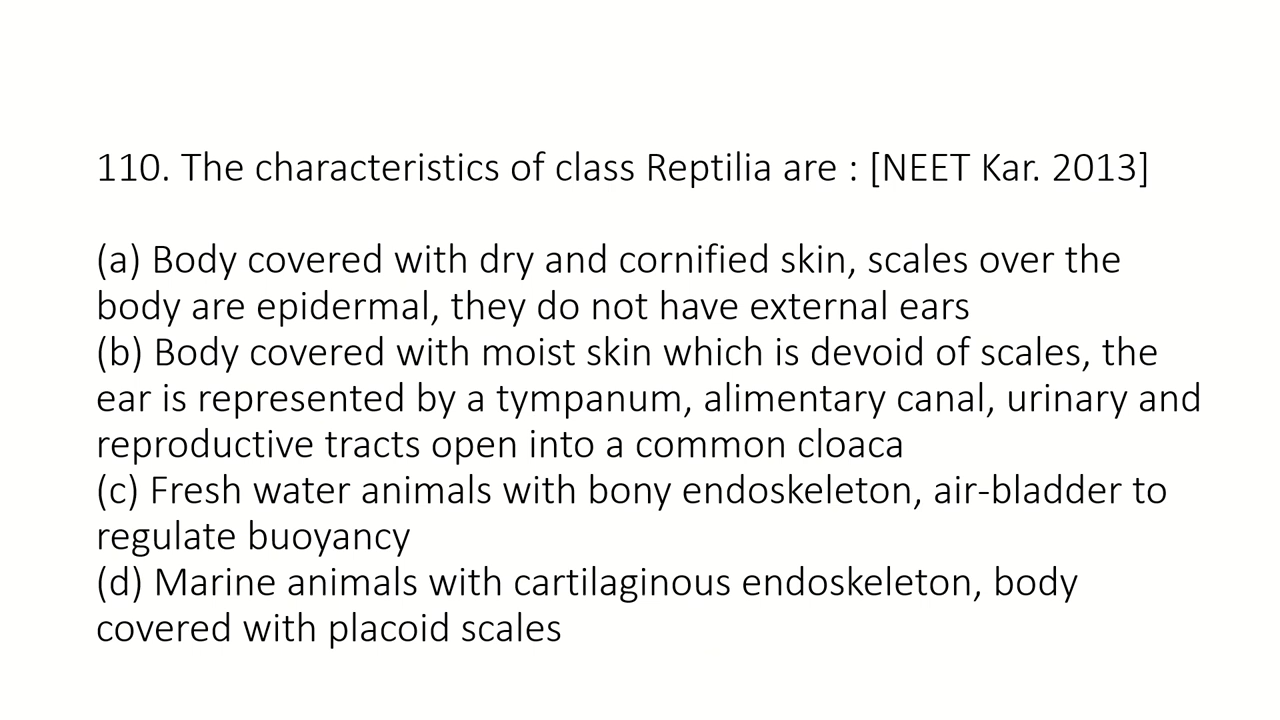 110. The characteristics of class Reptilia are : [NEET Kar. 2013]
(a) Body covered with dry and cornified skin, scales over the
body are epidermal, they do not have external ears
(b) Body covered with moist skin which is devoid of scales, the
ear is represented by a tympanum, alimentary canal, urinary and
reproductive tracts open into a common cloaca
(c) Fresh water animals with bony endoskeleton, air-bladder to
regulate buoyancy
(d) Marine animals with cartilaginous endoskeleton, body
covered with placoid scales